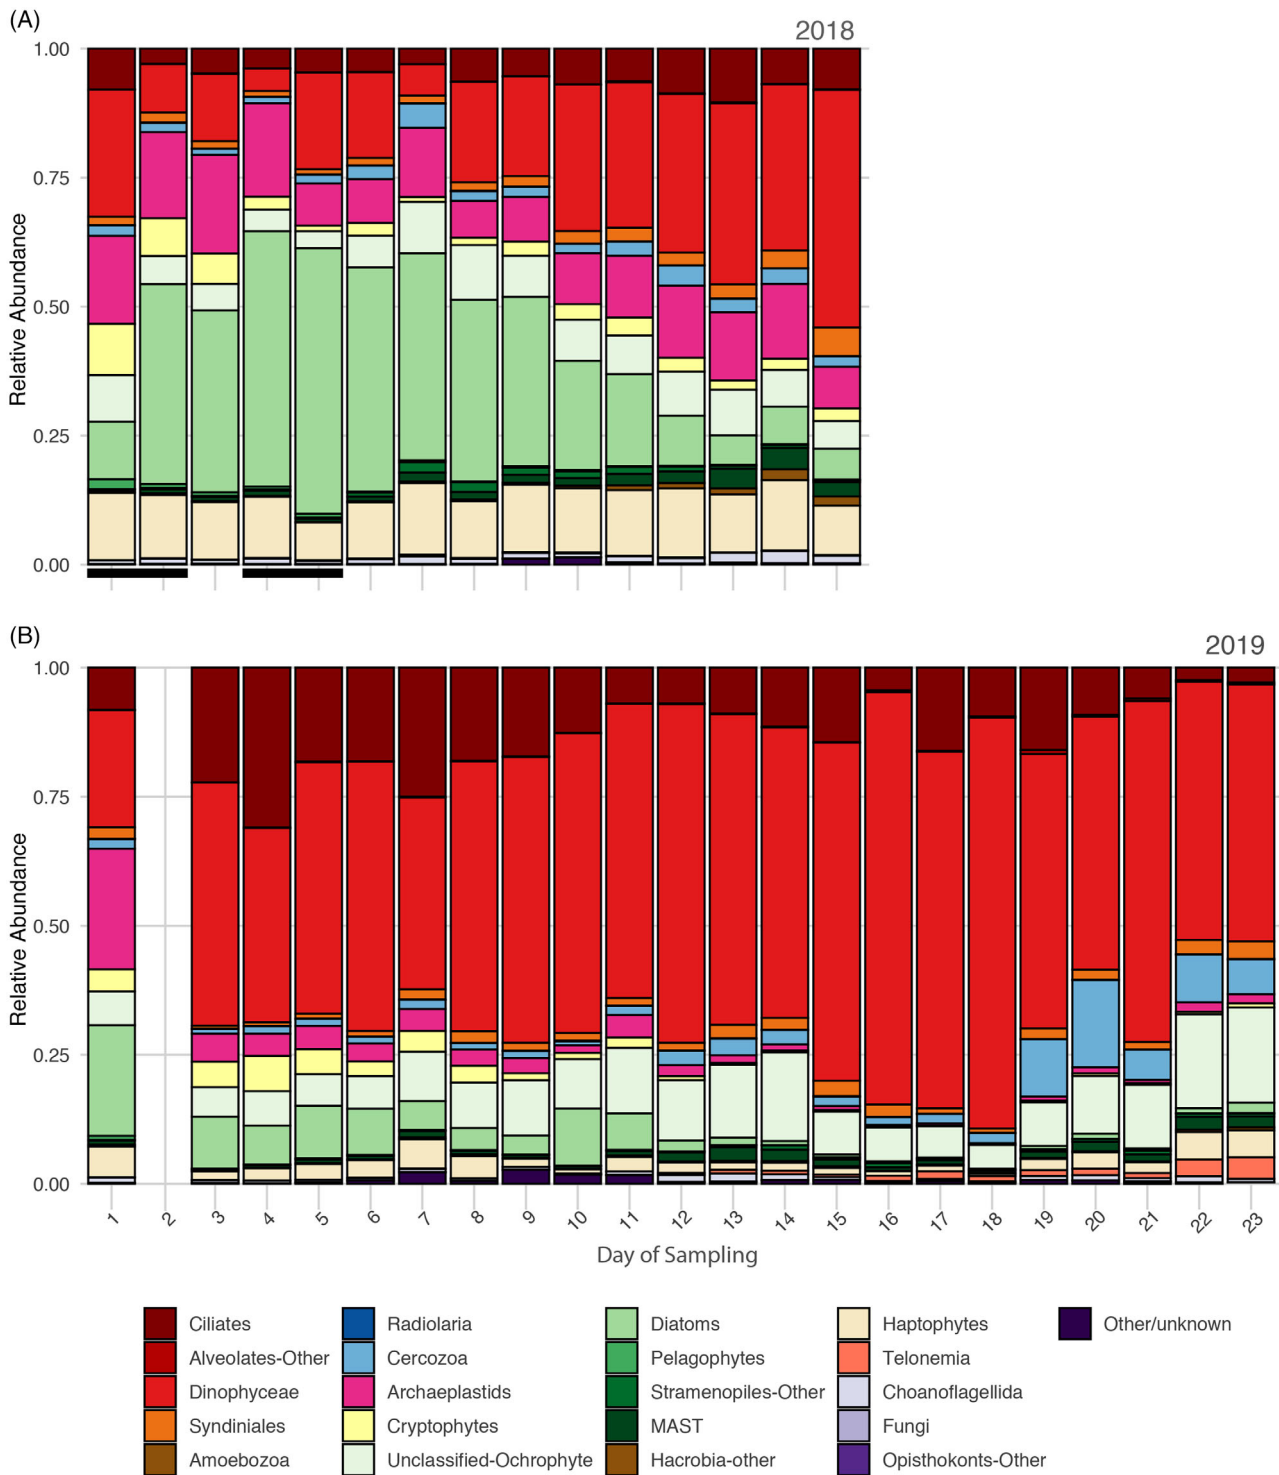 (A)
2018
1.00
0.75
0.50
0.25
0.00
Relative Abundance
(B)
2019
1.00
0.75
0.50
0.25
0.00
Relative Abundance
1 2 3 4 5 6 7 8 9 10 11 12 13 14 15 16 17 18 19 20 21 22 23
Day of Sampling
Ciliates Radiolaria Diatoms Haptophytes Other/unknown
Alveolates-Other Cercozoa Pelagophytes Telonemia
Dinophyceae Archaeplastids Stramenopiles-Other Choanoflagellida
Syndiniales Cryptophytes MAST Fungi
Amoebozoa Unclassified-Ochrophyte Hacrobia-other Opisthokonts-Other